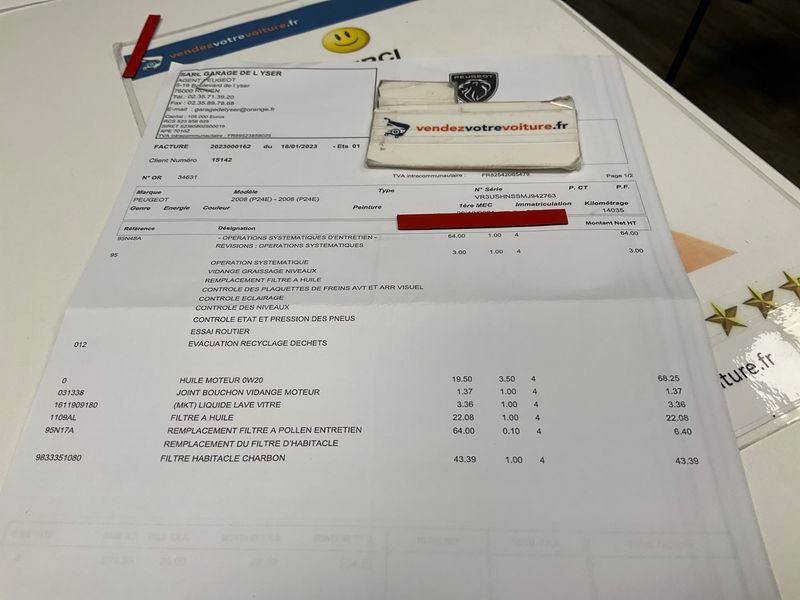 vendezvotrevoiture.fr
SARL GARAGE DE L YSER
AGENT PEUGEOT
5-19 Boulevard de l yser
76000 ROUEN
Tél.: 02.35.71.39.20
Fax : 02.35.89.78.68
E-mail : garagedelyser@orange.fr
PEUGEOT
vendezvotrevoiture.fr
FACTURE 2023000162 du 18/01/2023 - Ets 01
Client Numéro 15142
N° OR 34631
TVA intrecommunautaire : FR82542065479
Page 1/2
Marque Modèle Type N° Série P. CT P.F.
PEUGEOT 2008 (P24E) - 2008 (P24E) VR3USHNSSMJ942763
Genre Energie Couleur Peinture 1ère MEC Immatriculation Kilométrage
14035
Référence Désignation Montant Net HT
95N48A - OPERATIONS SYSTEMATIQUES D'ENTRETIEN - 64.00 1.00 4 64.00
REVISIONS : OPERATIONS SYSTEMATIQUES
95 3.00 1.00 4 3.00
OPERATION SYSTEMATIQUE
VIDANGE GRAISSAGE NIVEAUX
REMPLACEMENT FILTRE A HUILE
CONTROLE DES PLAQUETTES DE FREINS AVT ET ARR VISUEL
CONTROLE ECLAIRAGE
CONTROLE DES NIVEAUX
CONTROLE ETAT ET PRESSION DES PNEUS
ESSAI ROUTIER
012 EVACUATION RECYCLAGE DECHETS
0 HUILE MOTEUR 0W20 19.50 3.50 4 68.25
031338 JOINT BOUCHON VIDANGE MOTEUR 1.37 1.00 4 1.37
1611909180 (MKT) LIQUIDE LAVE VITRE 3.36 1.00 4 3.36
1109AL FILTRE A HUILE 22.08 1.00 4 22.08
95N17A REMPLACEMENT FILTRE A POLLEN ENTRETIEN 64.00 0.10 4 6.40
REMPLACEMENT DU FILTRE D'HABITACLE
9833351080 FILTRE HABITACLE CHARBON 43.39 1.00 4 43.39